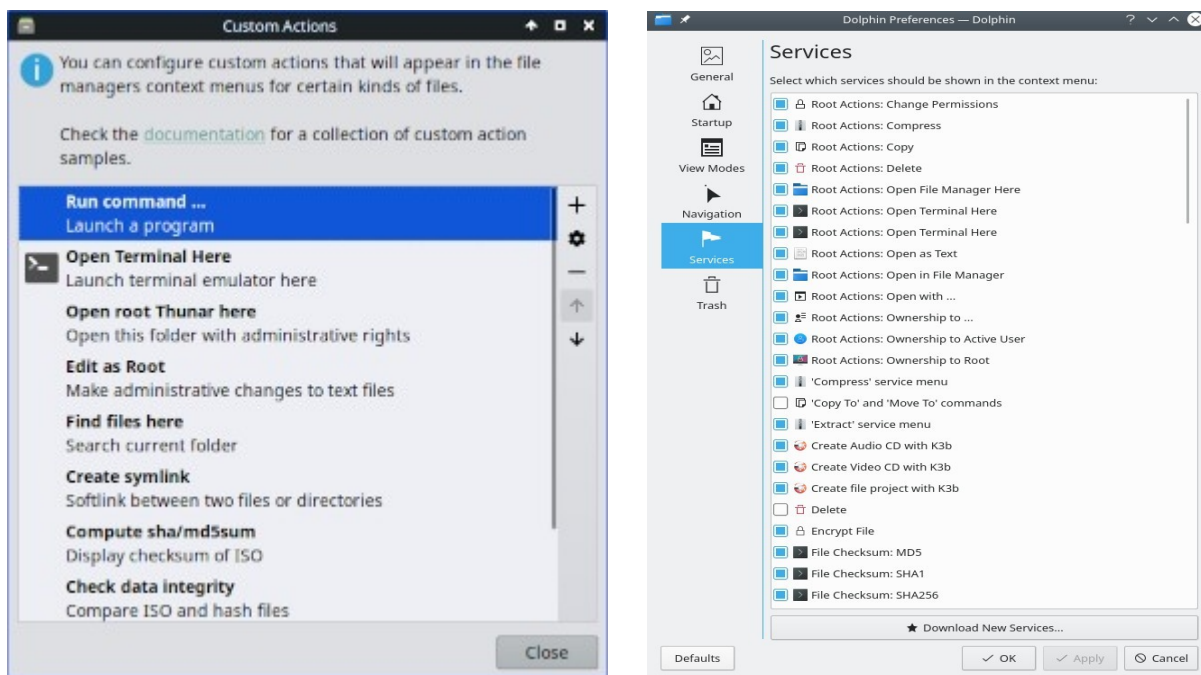 Custom Actions
You can configure custom actions that will appear in the file
managers context menus for certain kinds of files.
Check the documentation for a collection of custom action
samples.
Run command ...
Launch a program
Open Terminal Here
Launch terminal emulator here
Open root Thunar here
Open this folder with administrative rights
Edit as Root
Make administrative changes to text files
Find files here
Search current folder
Create symlink
Softlink between two files or directories
Compute sha/md5sum
Display checksum of ISO
Check data integrity
Compare ISO and hash files
Close
Dolphin Preferences — Dolphin
General
Startup
View Modes
Navigation
Services
Trash
Services
Select which services should be shown in the context menu:
Root Actions: Change Permissions
Root Actions: Compress
Root Actions: Copy
Root Actions: Delete
Root Actions: Open File Manager Here
Root Actions: Open Terminal Here
Root Actions: Open Terminal Here
Root Actions: Open as Text
Root Actions: Open in File Manager
Root Actions: Open with ...
Root Actions: Ownership to ...
Root Actions: Ownership to Active User
Root Actions: Ownership to Root
'Compress' service menu
'Copy To' and 'Move To' commands
'Extract' service menu
Create Audio CD with K3b
Create Video CD with K3b
Create file project with K3b
Delete
Encrypt File
File Checksum: MD5
File Checksum: SHA1
File Checksum: SHA256
Download New Services...
Defaults
OK
Apply
Cancel